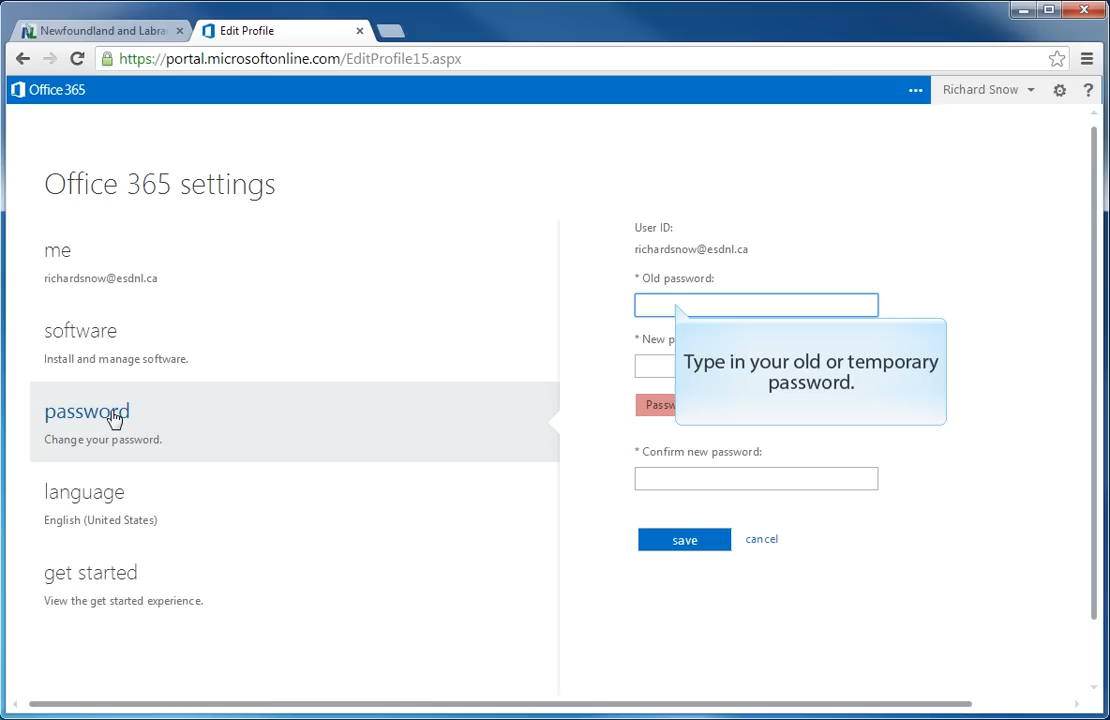 Newfoundland and Labra
Edit Profile
https://portal.microsoftonline.com/EditProfile15.aspx
Office 365
Richard Snow
?
Office 365 settings
me
richardsnow@esdnl.ca
software
Install and manage software.
password
Change your password.
language
English (United States)
get started
View the get started experience.
User ID:
richardsnow@esdnl.ca
* Old password:
Type in your old or temporary
password.
* New p
Passw
* Confirm new password:
save
cancel